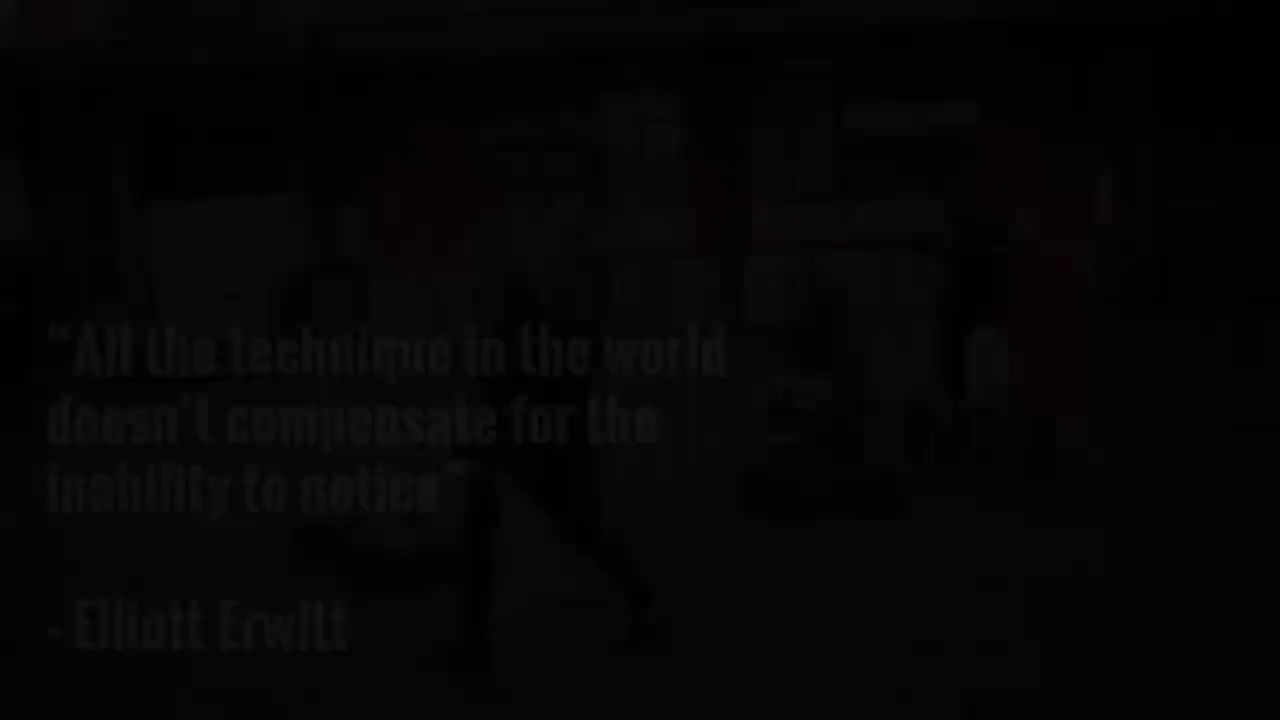 “All the technique in the world
doesn't compensate for the
inability to notice”
- Elliott Erwitt